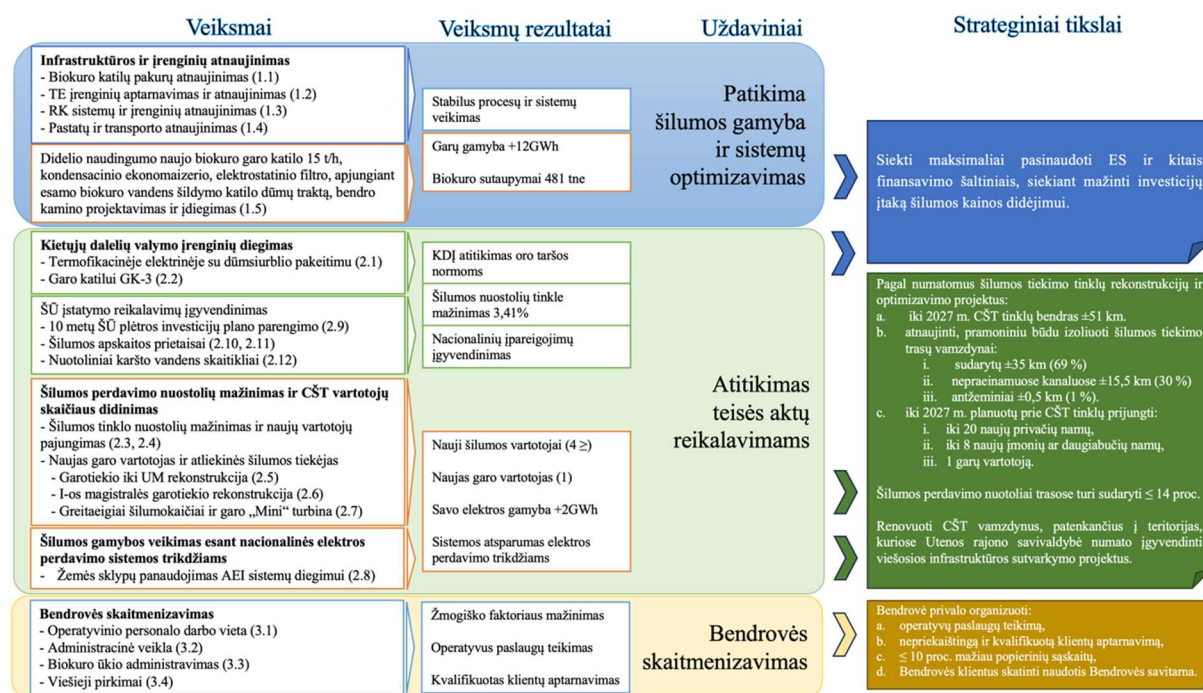 Veiksmai
Veiksmų rezultatai
Uždaviniai
Strateginiai tikslai
Infrastruktūros ir įrenginių atnaujinimas
- Biokuro katilų pakurų atnaujinimas (1.1)
- TE įrenginių aptarnavimas ir atnaujinimas (1.2)
- RK sistemų ir įrenginių atnaujinimas (1.3)
- Pastatų ir transporto atnaujinimas (1.4)
Didelio naudingumo naujo biokuro garo katilo 15 t/h,
kondensacinio ekonomaizerio, elektrostatinio filtro, apjungiant
esamo biokuro vandens šildymo katilo dūmų traktą, bendro
kamino projektavimas ir įdiegimas (1.5)
Stabilus procesų ir sistemų
veikimas
Garų gamyba +12GWh
Biokuro sutaupymai 481 tne
Patikima
šilumos gamyba
ir sistemų
optimizavimas
Siekti maksimaliai pasinaudoti ES ir kitais
finansavimo šaltiniais, siekiant mažinti investicijų
įtaką šilumos kainos didėjimui.
Kietųjų dalelių valymo įrenginių diegimas
- Termofikacinėje elektrinėje su dūmsiurblio pakeitimu (2.1)
- Garo katilui GK-3 (2.2)
ŠŪ įstatymo reikalavimų įgyvendinimas
- 10 metų ŠŪ plėtros investicijų plano parengimo (2.9)
- Šilumos apskaitos prietaisai (2.10, 2.11)
- Nuotoliniai karšto vandens skaitikliai (2.12)
Šilumos perdavimo nuostolių mažinimas ir CŠT vartotojų
skaičiaus didinimas
- Šilumos tinklo nuostolių mažinimas ir naujų vartotojų
pajungimas (2.3, 2.4)
- Naujas garo vartotojas ir atliekinės šilumos tiekėjas
- Garotiekio iki UM rekonstrukcija (2.5)
- I-os magistralės garotiekio rekonstrukcija (2.6)
- Greitaeigiai šilumokaičiai ir garo „Mini“ turbina (2.7)
Šilumos gamybos veikimas esant nacionalinės elektros
perdavimo sistemos trikdžiams
- Žemės sklypų panaudojimas AEI sistemų diegimui (2.8)
KDĮ atitikimas oro taršos
normoms
Šilumos nuostolių tinkle
mažinimas 3,41%
Nacionalinių įpareigojimų
įgyvendinimas
Nauji šilumos vartotojai (4 ≥)
Naujas garo vartotojas (1)
Savo elektros gamyba +2GWh
Sistemos atsparumas elektros
perdavimo trikdžiams
Atitikimas
teisės aktų
reikalavimams
Pagal numatomus šilumos tiekimo tinklų rekonstrukcijų ir
optimizavimo projektus:
a. iki 2027 m. CŠT tinklų bendras ±51 km.
b. atnaujinti, pramoniniu būdu izoliuoti šilumos tiekimo
trasų vamzdynai:
i. sudarytų ±35 km (69 %)
ii. nepraeinamuose kanaluose ±15,5 km (30 %)
iii. antžeminiai ±0,5 km (1 %).
c. iki 2027 m. planuotų prie CŠT tinklų prijungti:
i. iki 20 naujų privačių namų,
ii. iki 8 naujų įmonių ar daugiabučių namų,
iii. 1 garų vartotoją.
Šilumos perdavimo nuotoliai trasose turi sudaryti ≤ 14 proc.
Renovuoti CŠT vamzdynus, patenkančius į teritorijas,
kuriose Utenos rajono savivaldybė numato įgyvendinti
viešosios infrastruktūros sutvarkymo projektus.
Bendrovės skaitmenizavimas
- Operatyvinio personalo darbo vieta (3.1)
- Administracinė veikla (3.2)
- Biokuro ūkio administravimas (3.3)
- Viešieji pirkimai (3.4)
Žmogiško faktoriaus mažinimas
Operatyvus paslaugų teikimas
Kvalifikuotas klientų aptarnavimas
Bendrovės
skaitmenizavimas
Bendrovė privalo organizuoti:
a. operatyvų paslaugų teikimą,
b. nepriekaištingą ir kvalifikuotą klientų aptarnavimą,
c. ≤ 10 proc. mažiau popierinių sąskaitų,
d. Bendrovės klientus skatinti naudotis Bendrovės savitarna.